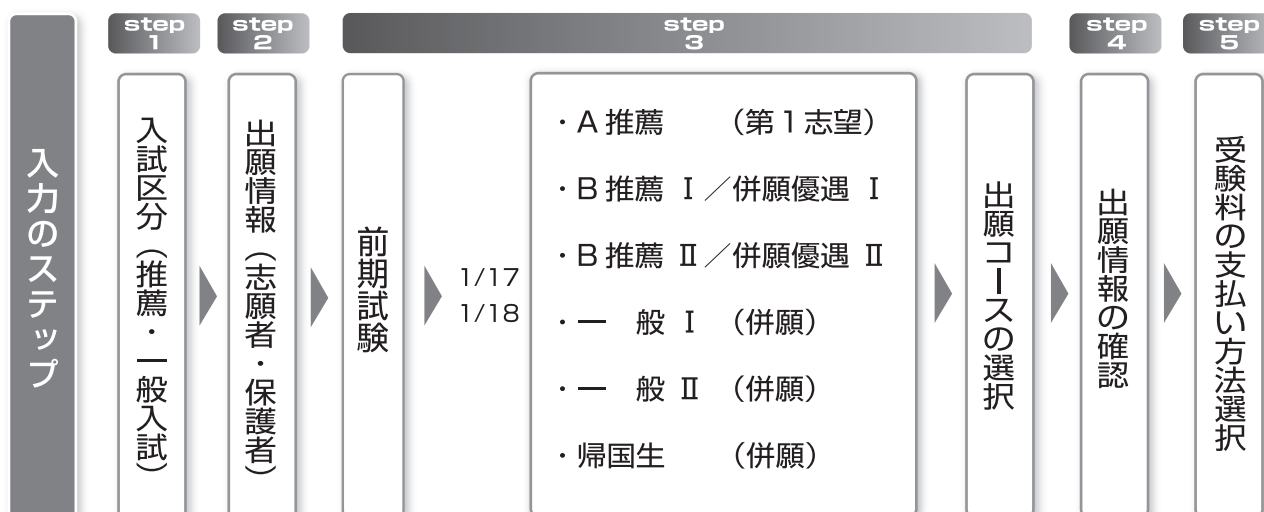 入力のステップ
step
1
入試区分（推薦・一般入試）
step
2
出願情報（志願者・保護者）
step
3
前期試験
1/17
1/18
・A 推薦　　（第１志望）
・B 推薦 Ⅰ／併願優遇 Ⅰ
・B 推薦 Ⅱ／併願優遇 Ⅱ
・一　般 Ⅰ （併願）
・一　般 Ⅱ （併願）
・帰国生　　（併願）
出願コースの選択
step
4
出願情報の確認
step
5
受験料の支払い方法選択